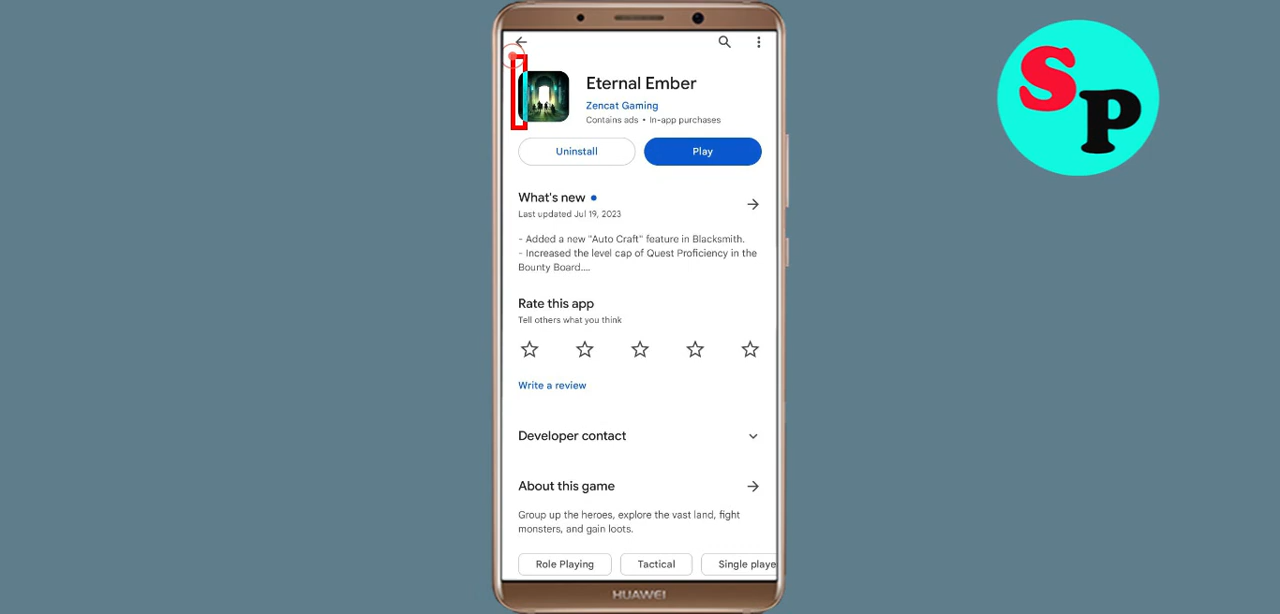 SP
Eternal Ember
Zencat Gaming
Contains ads • In-app purchases
Uninstall
Play
What's new •
Last updated Jul 19, 2023
- Added a new "Auto Craft" feature in Blacksmith.
- Increased the level cap of Quest Proficiency in the
Bounty Board....
Rate this app
Tell others what you think
Write a review
Developer contact
About this game
Group up the heroes, explore the vast land, fight
monsters, and gain loots.
Role Playing
Tactical
Single playe
HUAWEI